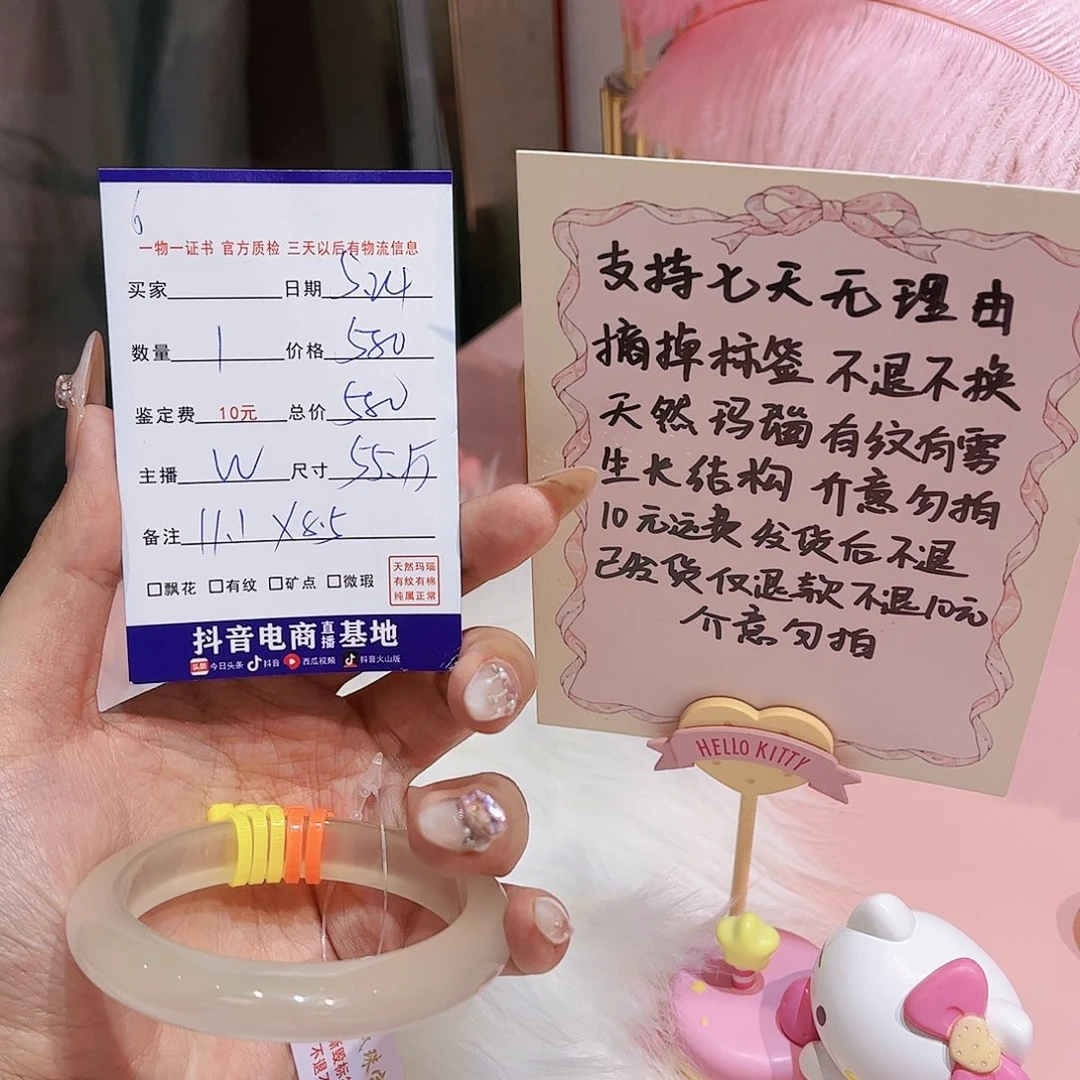 6
一物一证书 官方质检 三天以后有物流信息
买家 日期 5.24
数量 1 价格 580
鉴定费 10元 总价 580
主播 W 尺寸 55.5
备注 11.1 X8.5
□飘花 □有纹 □矿点 □微瑕
天然玛瑙
有纹有棉
纯属正常
抖音电商直播基地
头条 今日头条 抖音 西瓜视频 抖音火山版
支持七天无理由
摘掉标签 不退不换
天然玛瑙有纹有雾
生长结构 介意勿拍
10元运费发货后不退
已发货仅退款不退10元
介意勿拍
HELLO KITTY